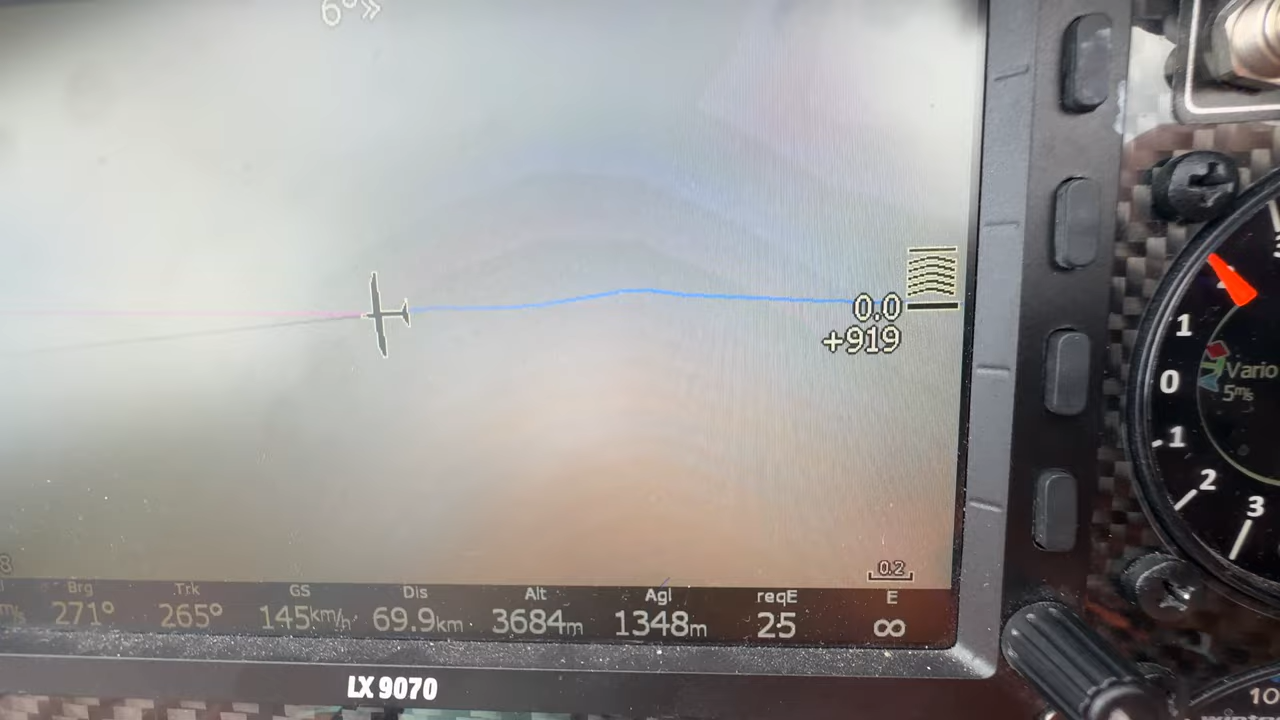 6°»
0.0
+919
0.2
Brg Trk GS Dis Alt Agl reqE E
271° 265° 145km/h 69.9km 3684m 1348m 25 ∞
LX 9070
1
0
1
2
3
Vario
5m/s
10